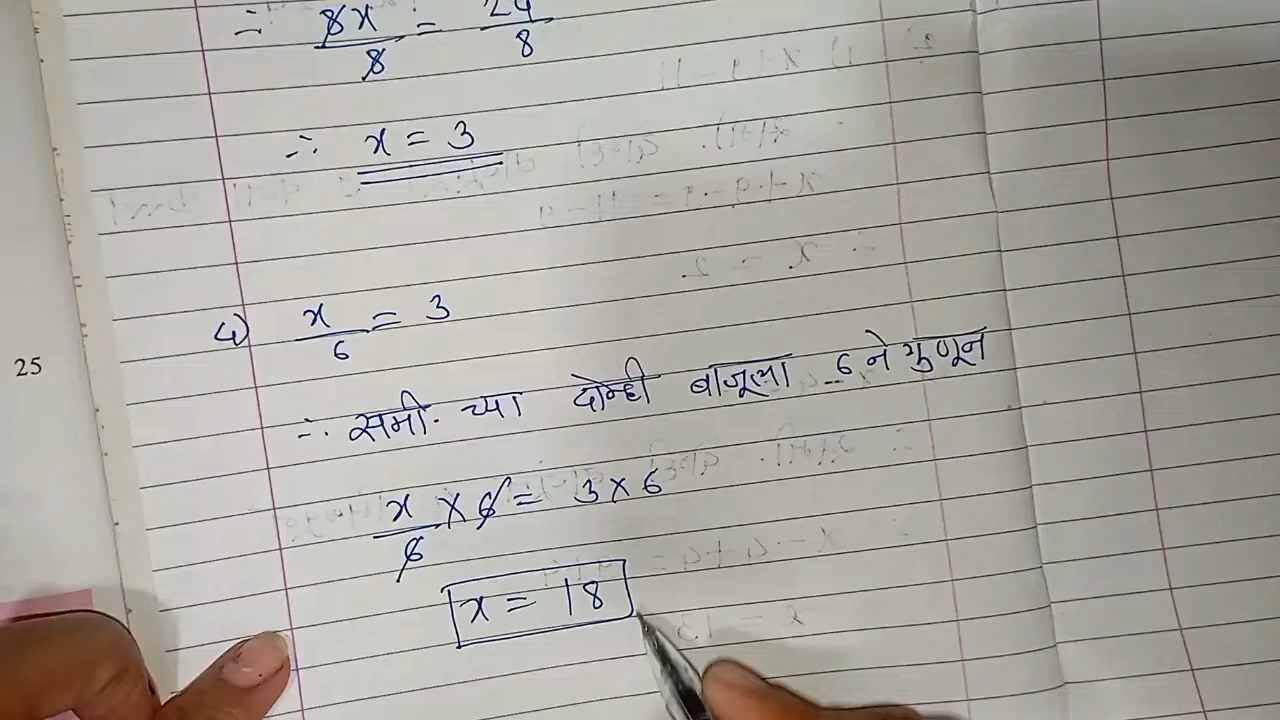 ∴ 8x/8 = 24/8
∴ x = 3
4) x/6 = 3
∴ समी. च्या दोन्ही बाजूला 6 ने गुणून
x/6 × 6 = 3 × 6
x = 18
25